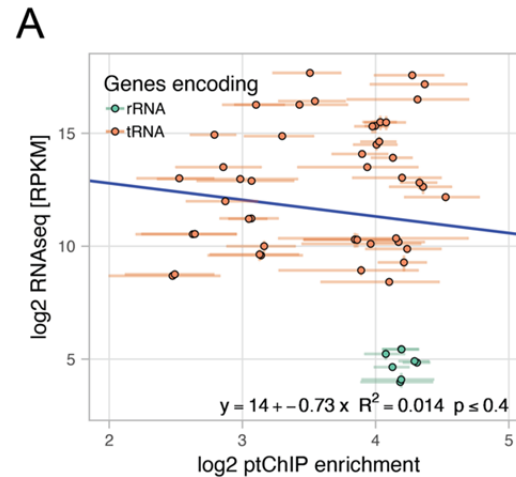 A
Genes encoding
rRNA
tRNA
log2 RNAseq [RPKM]
15
10
5
y = 14 + −0.73 x R² = 0.014 p ≤ 0.4
2 3 4 5
log2 ptChIP enrichment